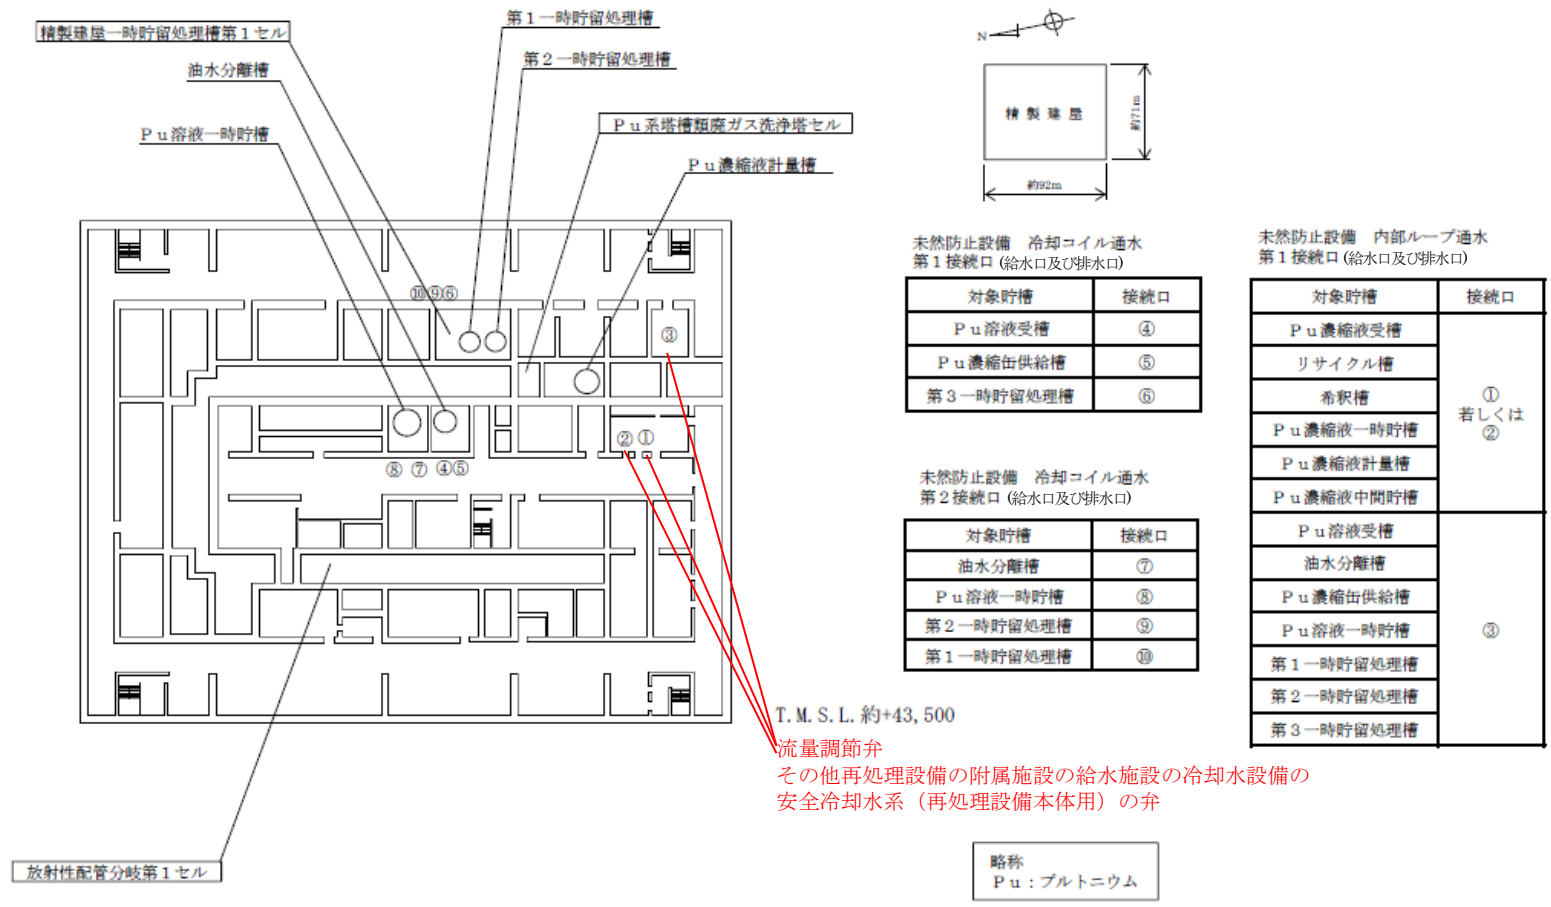 精製建屋一時貯留処理槽第１セル
油水分離槽
Ｐｕ溶液一時貯槽
第１一時貯留処理槽
第２一時貯留処理槽
Ｐｕ系塔槽類廃ガス洗浄塔セル
Ｐｕ濃縮液計量槽
N
精製建屋
約71m
約92m
⑩⑨⑥
③
② ①
⑧ ⑦ ④⑤
放射性配管分岐第１セル
T.M.S.L.約+43,500
流量調節弁
その他再処理設備の附属施設の給水施設の冷却水設備の
安全冷却水系（再処理設備本体用）の弁
未然防止設備　冷却コイル通水
第１接続口 (給水口及び排水口)
対象貯槽 接続口
Ｐｕ溶液受槽 ④
Ｐｕ濃縮缶供給槽 ⑤
第３一時貯留処理槽 ⑥
未然防止設備　冷却コイル通水
第２接続口 (給水口及び排水口)
対象貯槽 接続口
油水分離槽 ⑦
Ｐｕ溶液一時貯槽 ⑧
第２一時貯留処理槽 ⑨
第１一時貯留処理槽 ⑩
未然防止設備　内部ループ通水
第１接続口 (給水口及び排水口)
対象貯槽 接続口
Ｐｕ濃縮液受槽
リサイクル槽
希釈槽
Ｐｕ濃縮液一時貯槽
Ｐｕ濃縮液計量槽
Ｐｕ濃縮液中間貯槽
①
若しくは
②
Ｐｕ溶液受槽
油水分離槽
Ｐｕ濃縮缶供給槽
Ｐｕ溶液一時貯槽
第１一時貯留処理槽
第２一時貯留処理槽
第３一時貯留処理槽
③
略称
Ｐｕ：プルトニウム